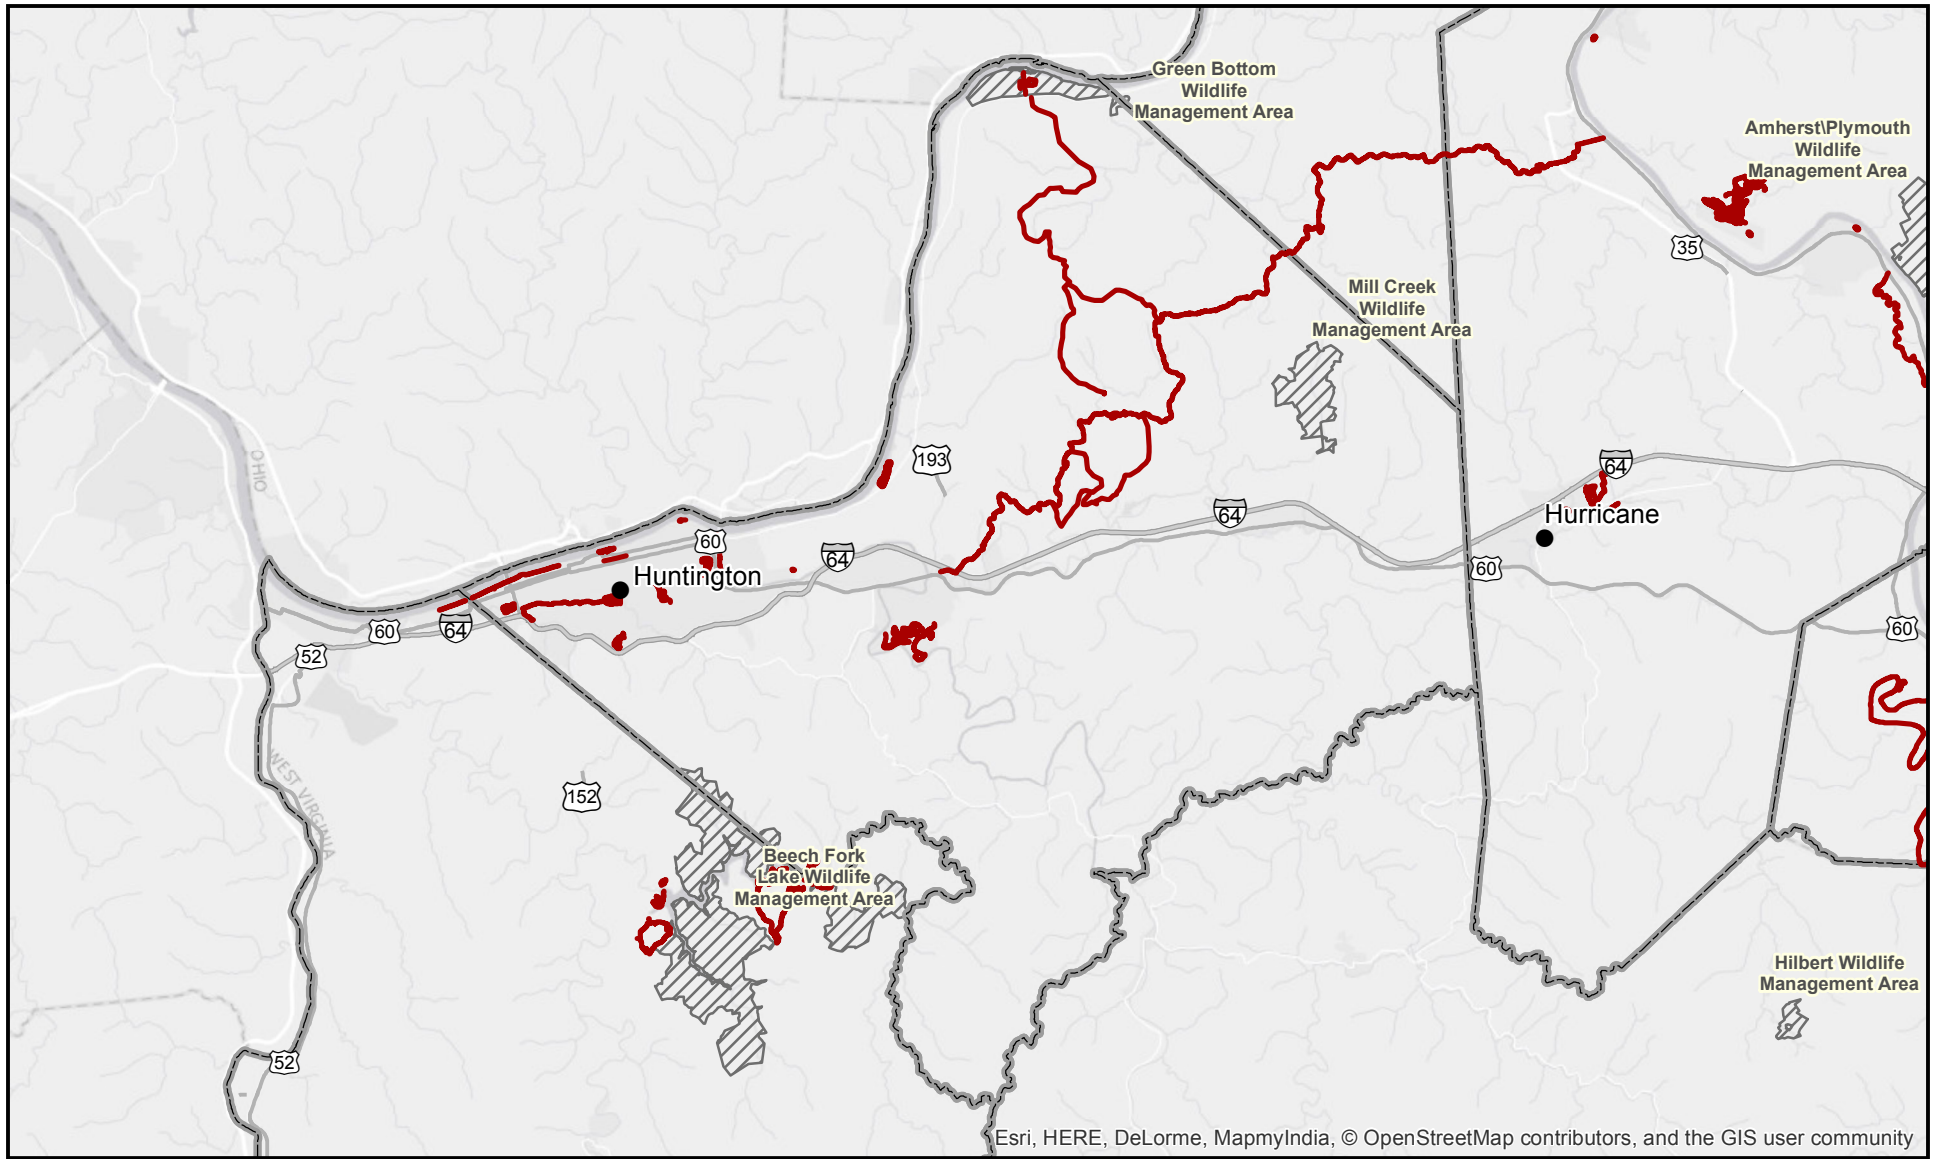 Green Bottom
Wildlife
Management Area
Amherst\Plymouth
Wildlife
Management Area
35
Mill Creek
Wildlife
Management Area
193
OHIO
64
64
Hurricane
60
64
60
Huntington
60
64
60
52
60
WEST VIRGINIA
152
Beech Fork
Lake Wildlife
Management Area
Hilbert Wildlife
Management Area
52
Esri, HERE, DeLorme, MapmyIndia, © OpenStreetMap contributors, and the GIS user community